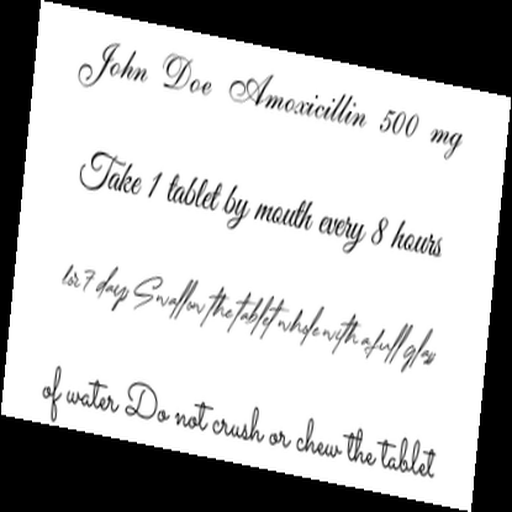 John Doe Amoxicillin 500 mg
Take 1 tablet by mouth every 8 hours
for 7 days Swallow the tablet whole with a full glass
of water Do not crush or chew the tablet